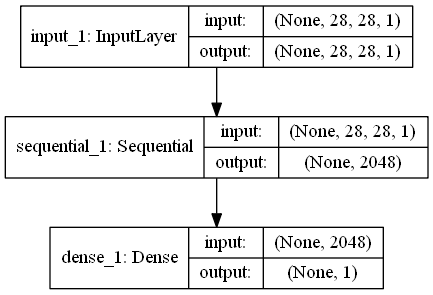 input_1: InputLayer
input: (None, 28, 28, 1)
output: (None, 28, 28, 1)
sequential_1: Sequential
input: (None, 28, 28, 1)
output: (None, 2048)
dense_1: Dense
input: (None, 2048)
output: (None, 1)